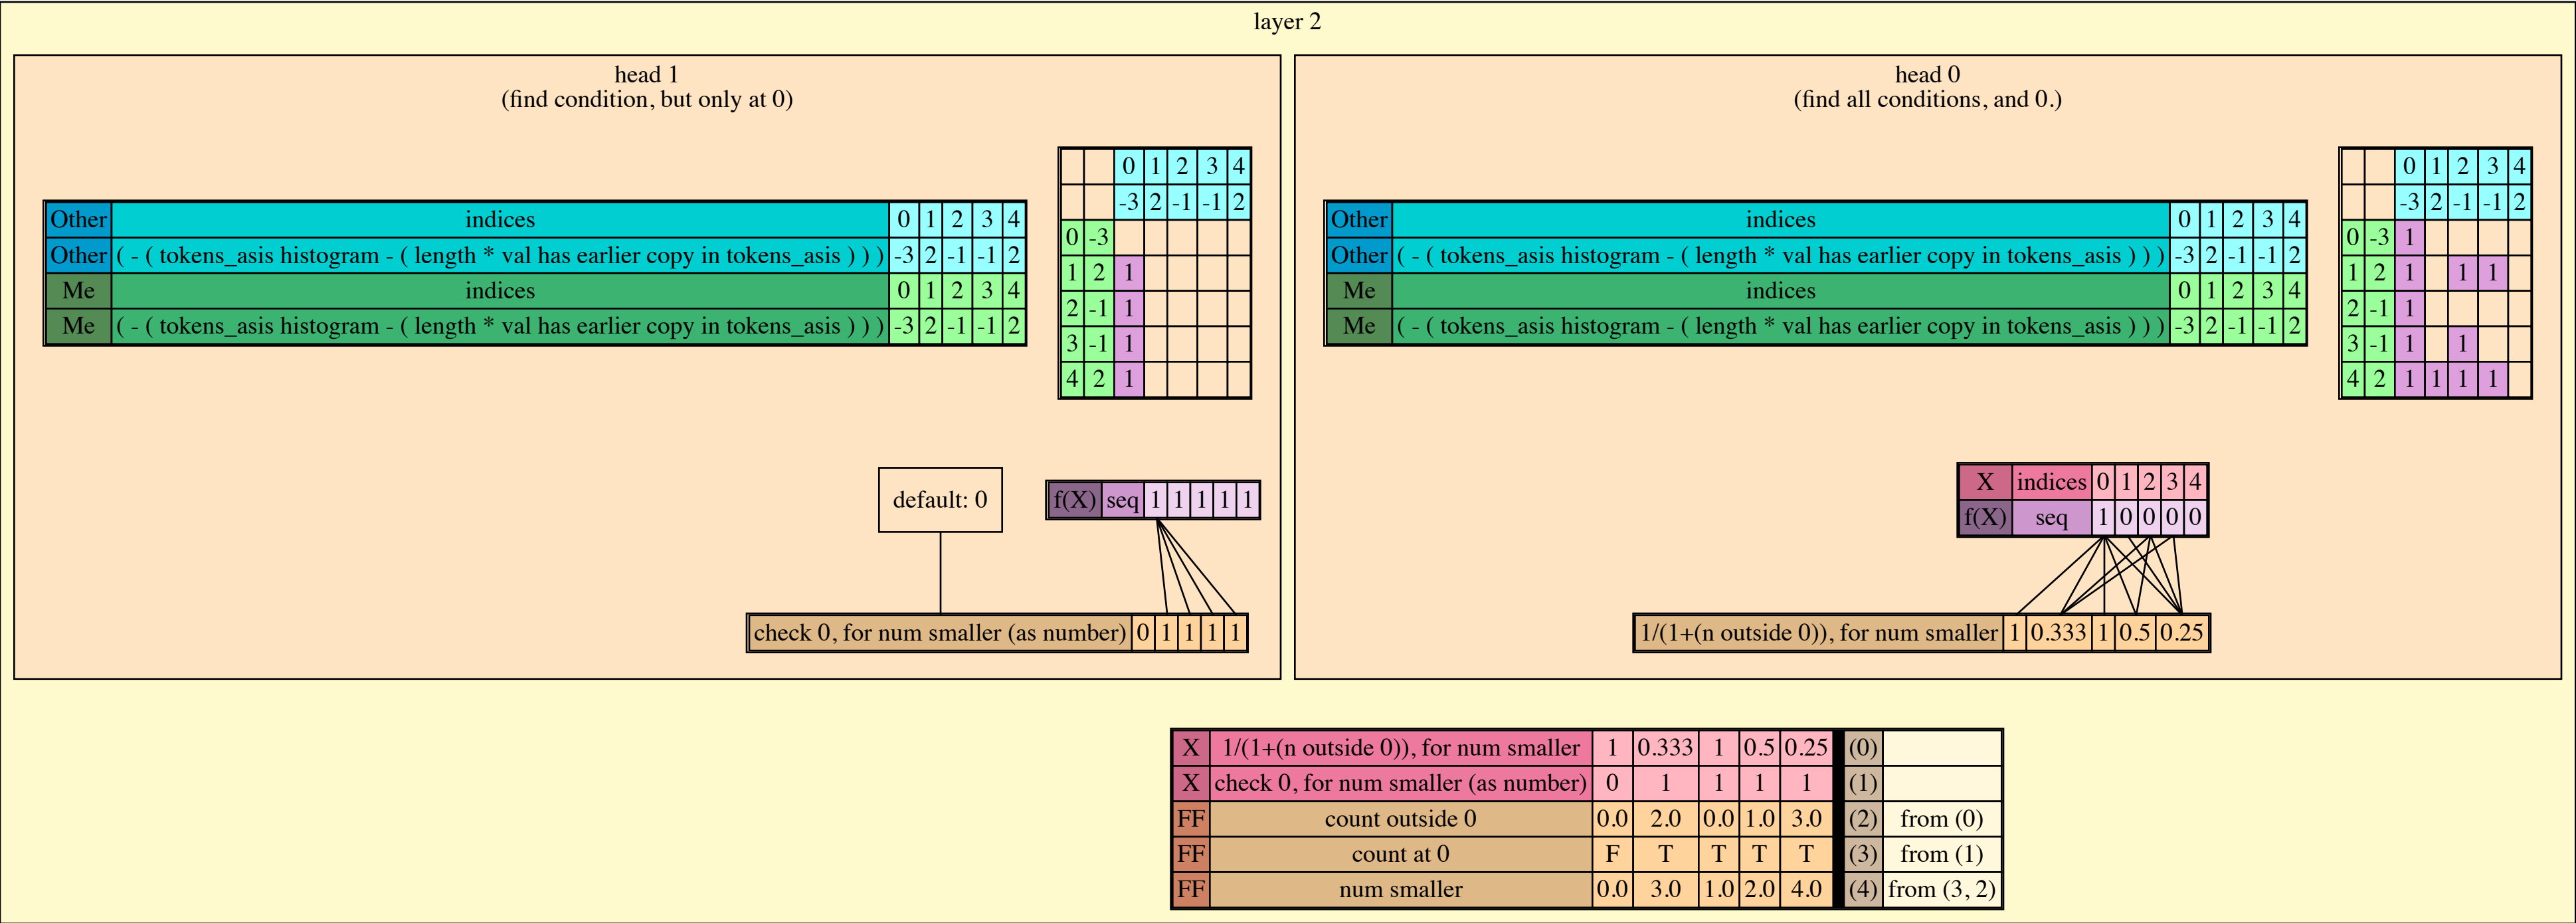 layer 2
head 1
(find condition, but only at 0)
0 1 2 3 4
-3 2 -1 -1 2
0 -3
1 2 1
2 -1 1
3 -1 1
4 2 1
Other indices 0 1 2 3 4
Other ( - ( tokens_asis histogram - ( length * val has earlier copy in tokens_asis ) ) ) -3 2 -1 -1 2
Me indices 0 1 2 3 4
Me ( - ( tokens_asis histogram - ( length * val has earlier copy in tokens_asis ) ) ) -3 2 -1 -1 2
default: 0
f(X) seq 1 1 1 1 1
check 0, for num smaller (as number) 0 1 1 1 1
head 0
(find all conditions, and 0.)
0 1 2 3 4
-3 2 -1 -1 2
0 -3 1
1 2 1 1 1
2 -1 1
3 -1 1 1
4 2 1 1 1 1
Other indices 0 1 2 3 4
Other ( - ( tokens_asis histogram - ( length * val has earlier copy in tokens_asis ) ) ) -3 2 -1 -1 2
Me indices 0 1 2 3 4
Me ( - ( tokens_asis histogram - ( length * val has earlier copy in tokens_asis ) ) ) -3 2 -1 -1 2
X indices 0 1 2 3 4
f(X) seq 1 0 0 0 0
1/(1+(n outside 0)), for num smaller 1 0.333 1 0.5 0.25
X 1/(1+(n outside 0)), for num smaller 1 0.333 1 0.5 0.25 (0)
X check 0, for num smaller (as number) 0 1 1 1 1 (1)
FF count outside 0 0.0 2.0 0.0 1.0 3.0 (2) from (0)
FF count at 0 F T T T T (3) from (1)
FF num smaller 0.0 3.0 1.0 2.0 4.0 (4) from (3, 2)